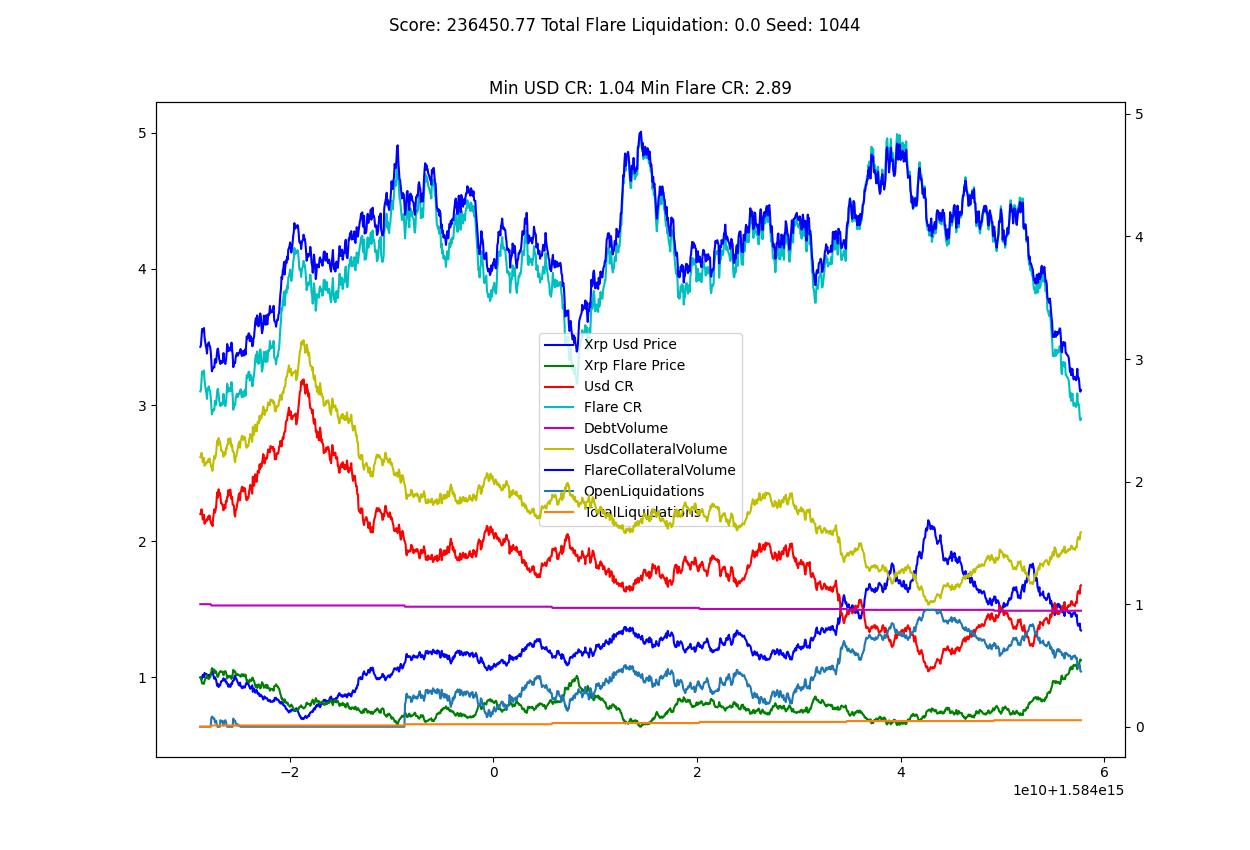 Score: 236450.77 Total Flare Liquidation: 0.0 Seed: 1044
Min USD CR: 1.04 Min Flare CR: 2.89
5
4
3
2
1
5
4
3
2
1
0
Xrp Usd Price
Xrp Flare Price
Usd CR
Flare CR
DebtVolume
UsdCollateralVolume
FlareCollateralVolume
OpenLiquidations
TotalLiquidations
−2
0
2
4
6
1e10+1.584e15